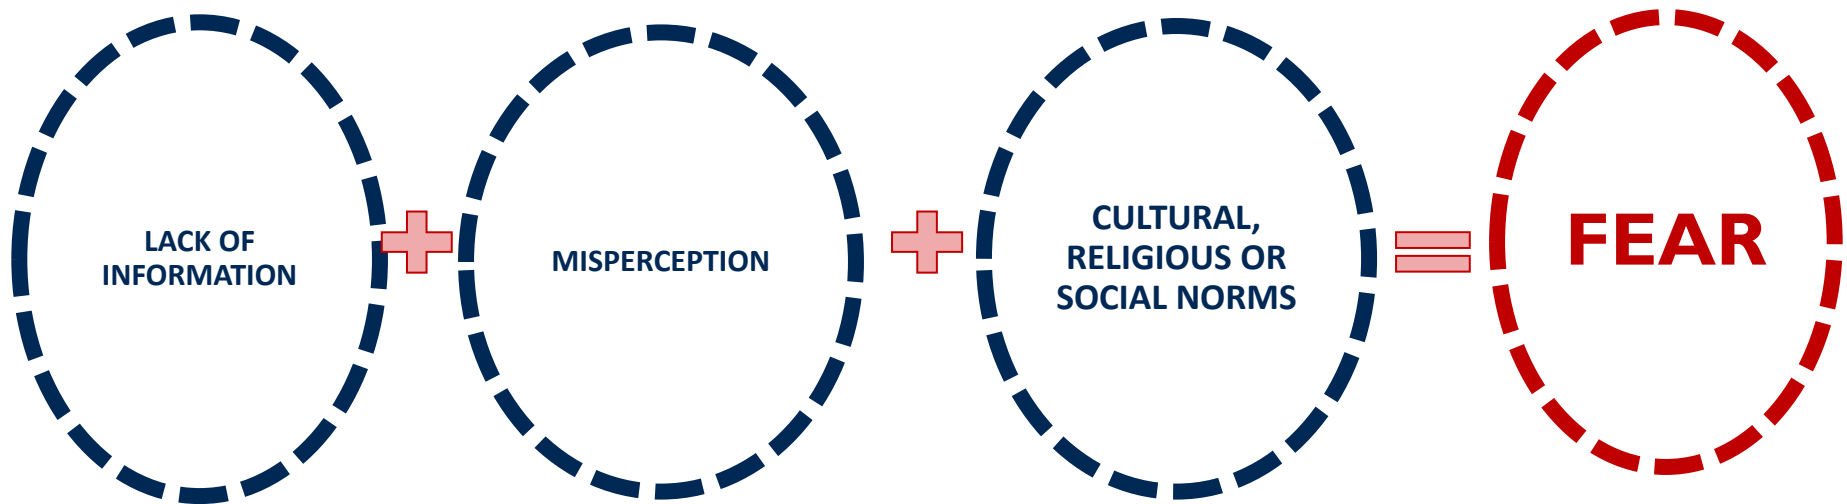 LACK OF
INFORMATION
MISPERCEPTION
CULTURAL,
RELIGIOUS OR
SOCIAL NORMS
FEAR